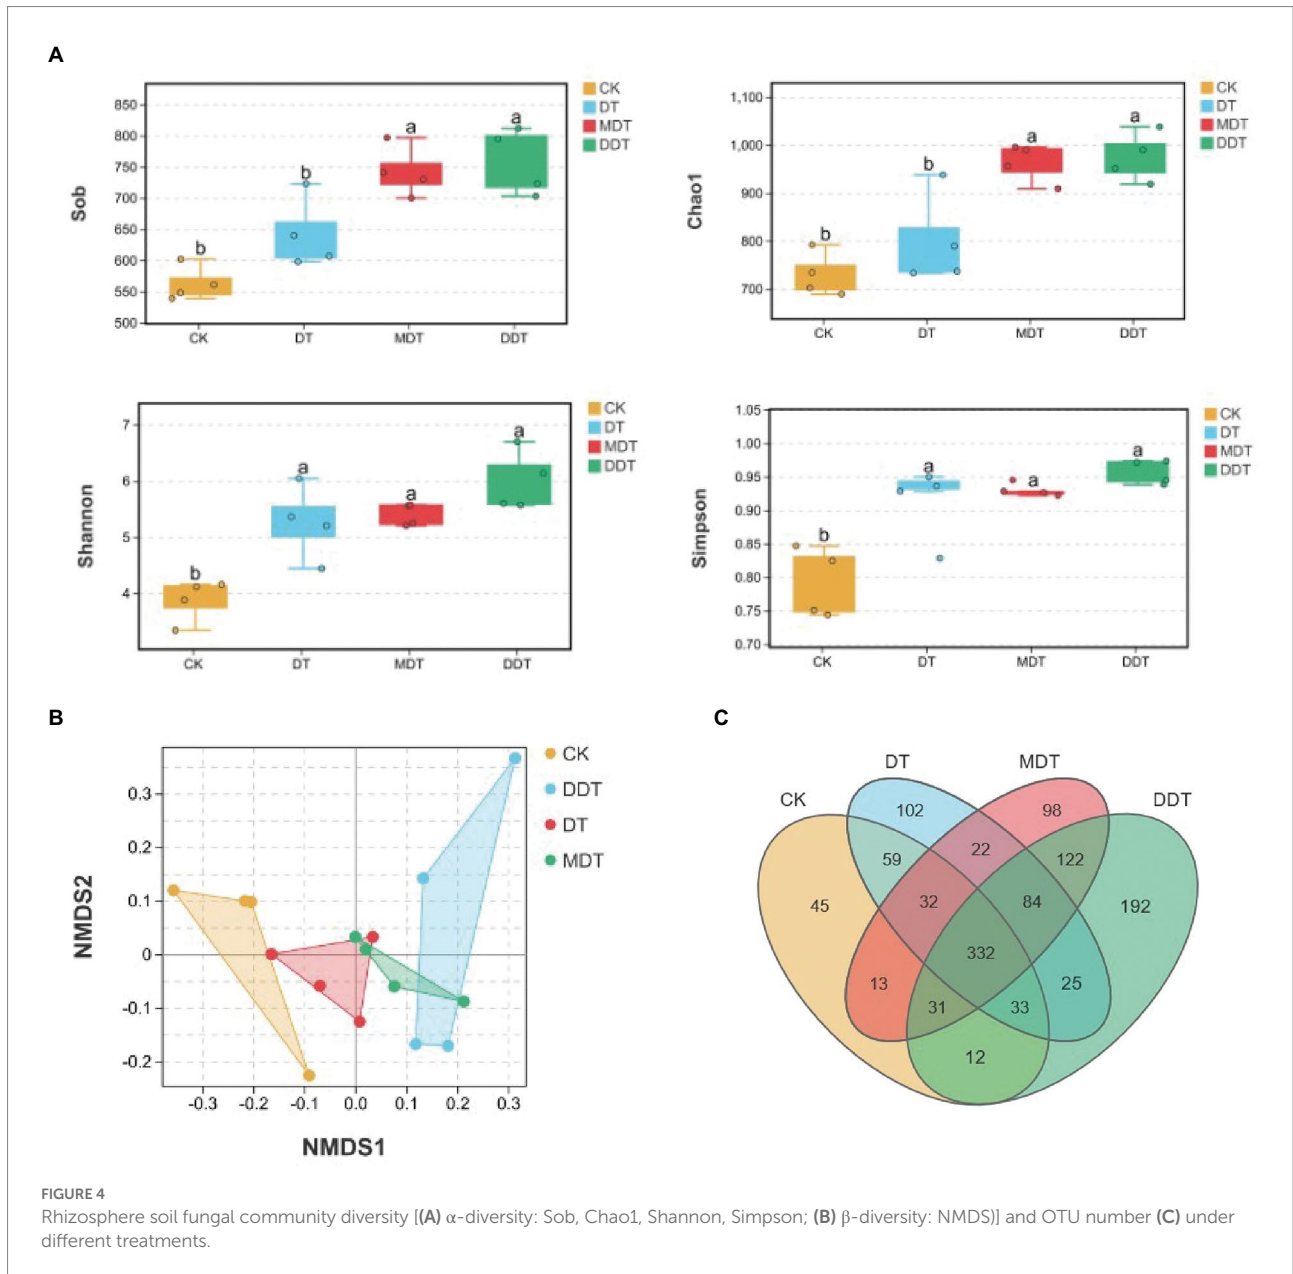 A
Sob
850
800
750
700
650
600
550
500
b
b
a
a
CK
DT
MDT
DDT
CK
DT
MDT
DDT
Chao1
1,100
1,000
900
800
700
b
b
a
a
CK
DT
MDT
DDT
CK
DT
MDT
DDT
Shannon
7
6
5
4
b
a
a
a
CK
DT
MDT
DDT
CK
DT
MDT
DDT
Simpson
1.05
1.00
0.95
0.90
0.85
0.80
0.75
0.70
b
a
a
a
CK
DT
MDT
DDT
CK
DT
MDT
DDT
B
NMDS2
0.3
0.2
0.1
0
-0.1
-0.2
-0.3 -0.2 -0.1 0.0 0.1 0.2 0.3
NMDS1
CK
DDT
DT
MDT
C
CK
DT
MDT
DDT
102
98
59
22
122
45
32
84
192
332
13
31
33
25
12
FIGURE 4
Rhizosphere soil fungal community diversity [(A) α-diversity: Sob, Chao1, Shannon, Simpson; (B) β-diversity: NMDS)] and OTU number (C) under
different treatments.